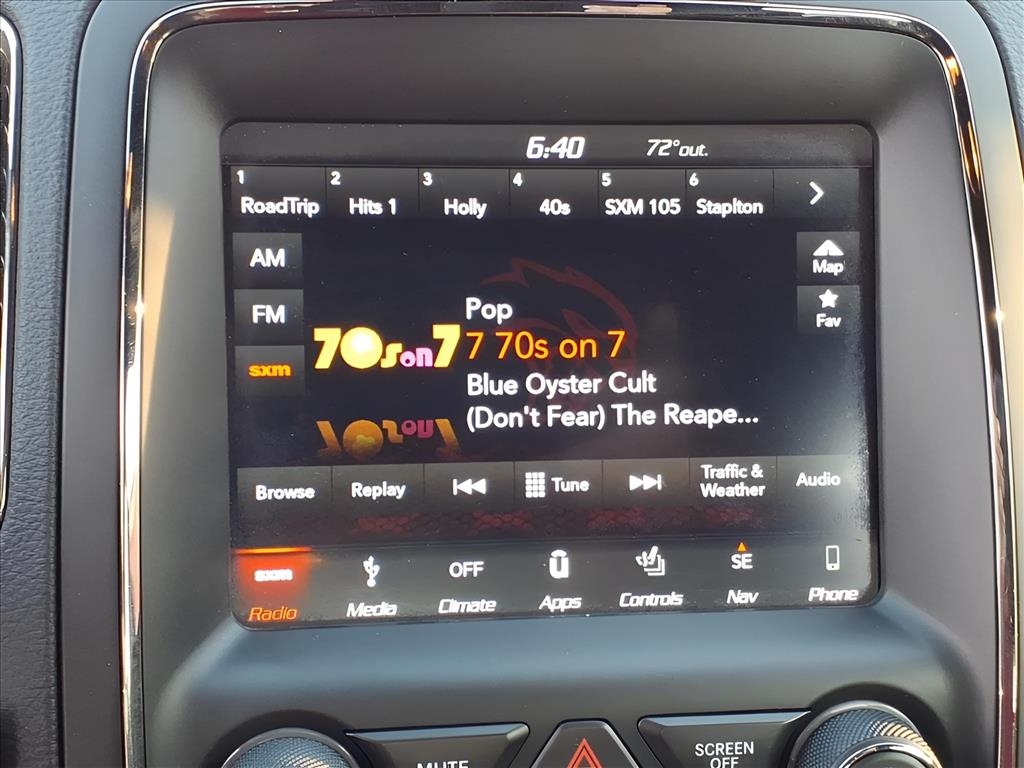 6:40 72°out.
1 2 3 4 5 6
RoadTrip Hits 1 Holly 40s SXM 105 Staplton
AM
Map
FM
Fav
sxm
70s on 7
Pop
7 70s on 7
Blue Oyster Cult
(Don't Fear) The Reape...
Browse Replay Tune Traffic & Weather Audio
sxm OFF SE
Radio Media Climate Apps Controls Nav Phone
MUTE
SCREEN
OFF